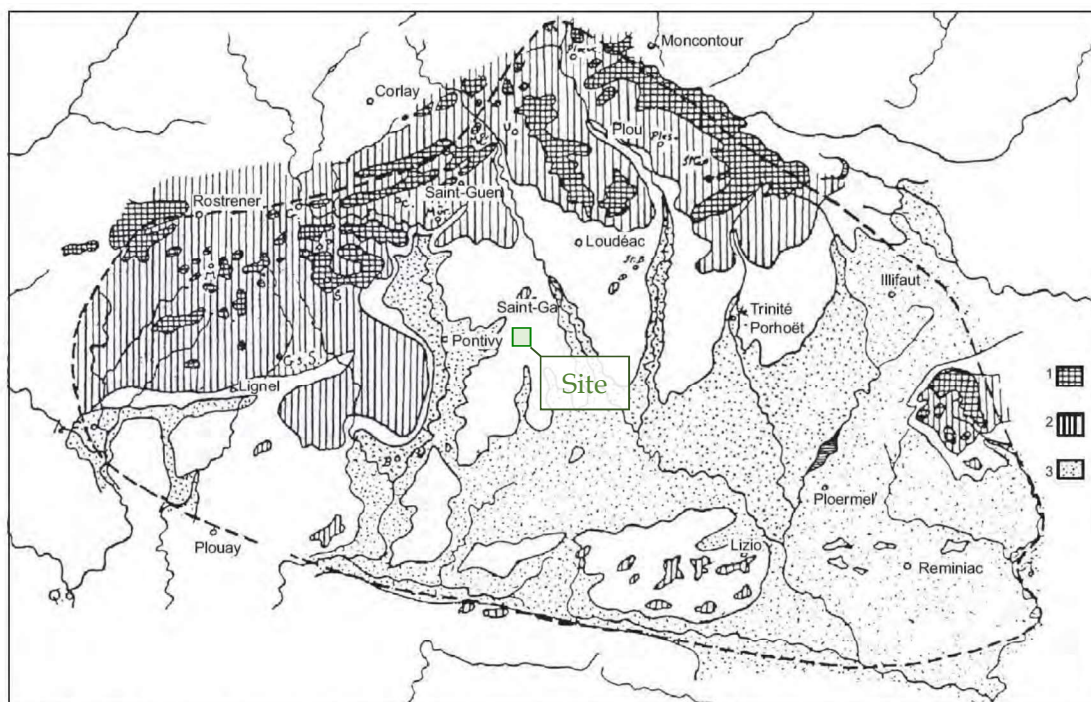 Moncontour
Corlay
Plou
Saint-Guen
Rostrener
Loudéac
Illifaut
Saint-Ga
Trinité
Porhoët
Pontivy
Site
Lignel
1
2
3
Ploermel
Lizio
Plouay
Reminiac